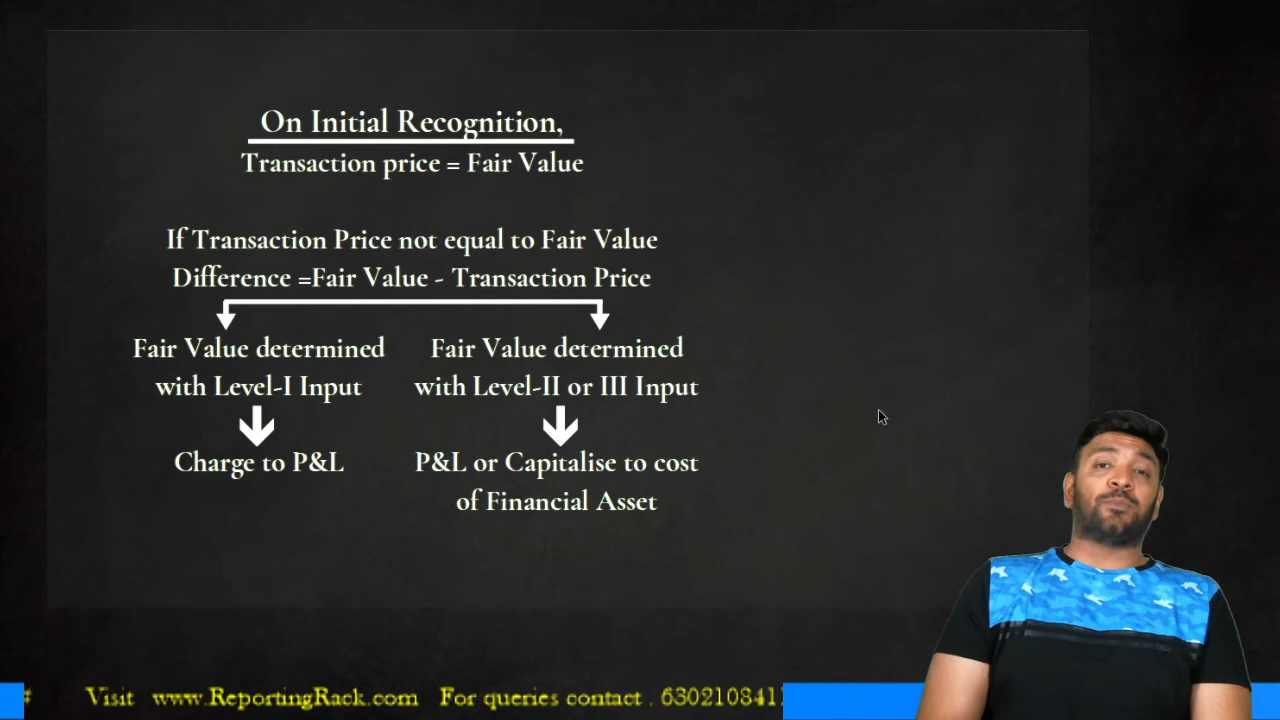 On Initial Recognition,
Transaction price = Fair Value
If Transaction Price not equal to Fair Value
Difference =Fair Value - Transaction Price
Fair Value determined
with Level-I Input
Charge to P&L
Fair Value determined
with Level-II or III Input
P&L or Capitalise to cost
of Financial Asset
Visit www.ReportingRack.com For queries contact . 630210841